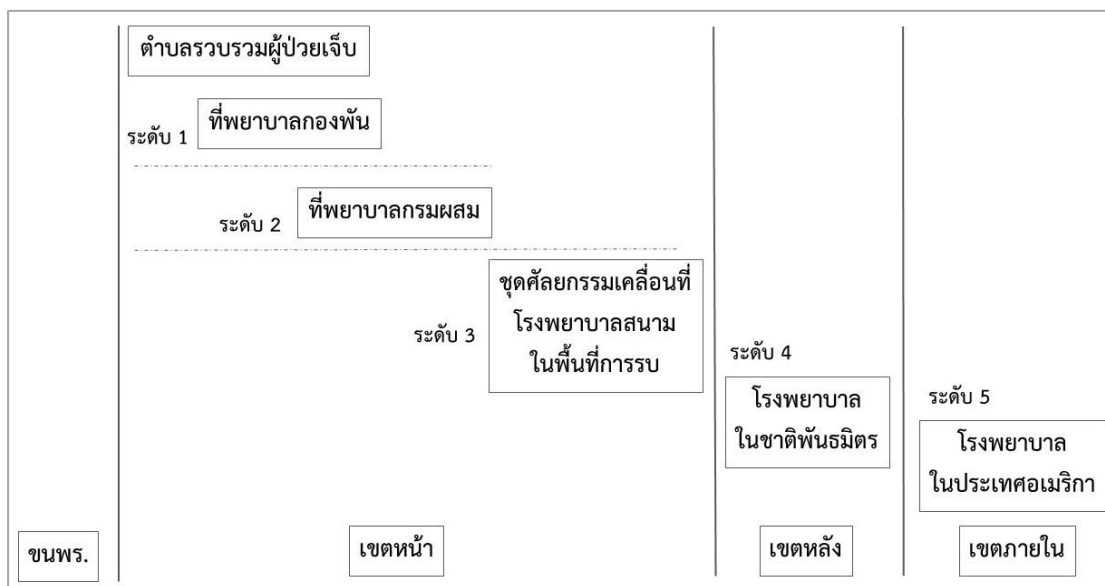 ตำบลรวบรวมผู้ป่วยเจ็บ
ระดับ 1
ที่พยาบาลกองพัน
ระดับ 2
ที่พยาบาลกรมผสม
ระดับ 3
ชุดศัลยกรรมเคลื่อนที่
โรงพยาบาลสนาม
ในพื้นที่การรบ
ระดับ 4
โรงพยาบาล
ในชาติพันธมิตร
ระดับ 5
โรงพยาบาล
ในประเทศอเมริกา
ขนพร.
เขตหน้า
เขตหลัง
เขตภายใน